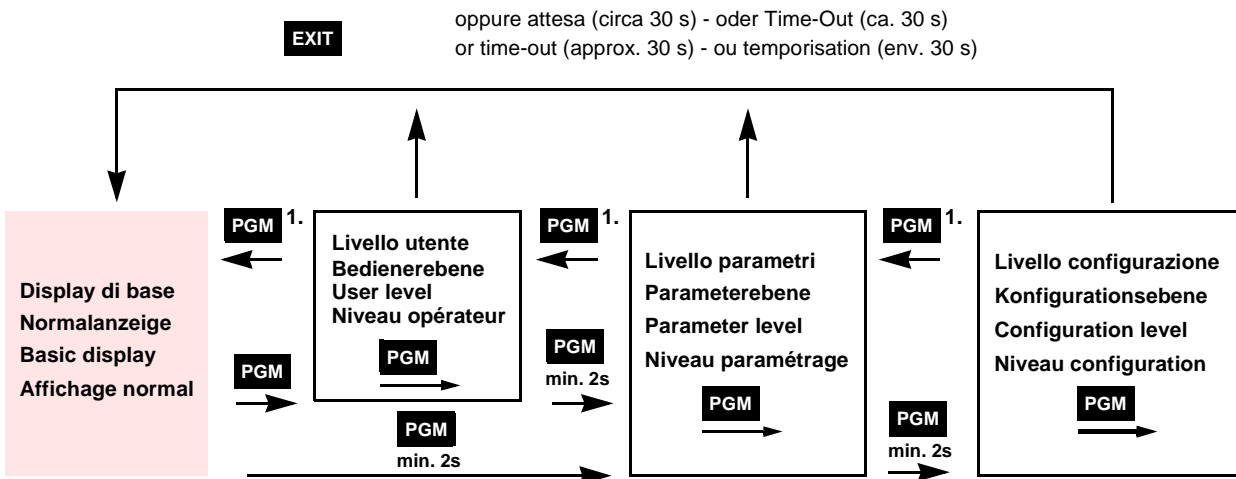 oppure attesa (circa 30 s) - oder Time-Out (ca. 30 s)
EXIT
or time-out (approx. 30 s) - ou temporisation (env. 30 s)
Display di base
Normalanzeige
Basic display
Affichage normal
PGM 1.
PGM
Livello utente
Bedienerebene
User level
Niveau opérateur
PGM
PGM
min. 2s
PGM 1.
PGM
min. 2s
Livello parametri
Parameterebene
Parameter level
Niveau paramétrage
PGM
PGM 1.
PGM
min. 2s
Livello configurazione
Konfigurationsebene
Configuration level
Niveau configuration
PGM